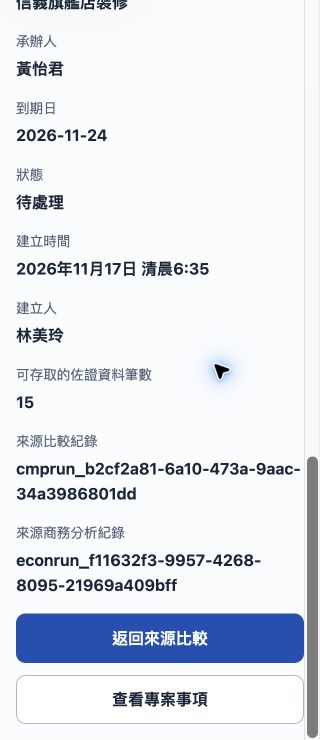 信義旗艦店裝修
承辦人
黃怡君
到期日
2026-11-24
狀態
待處理
建立時間
2026年11月17日 清晨6:35
建立人
林美玲
可存取的佐證資料筆數
15
來源比較紀錄
cmprun_b2cf2a81-6a10-473a-9aac-
34a3986801dd
來源商務分析紀錄
econrun_f11632f3-9957-4268-
8095-21969a409bff
返回來源比較
查看專案事項